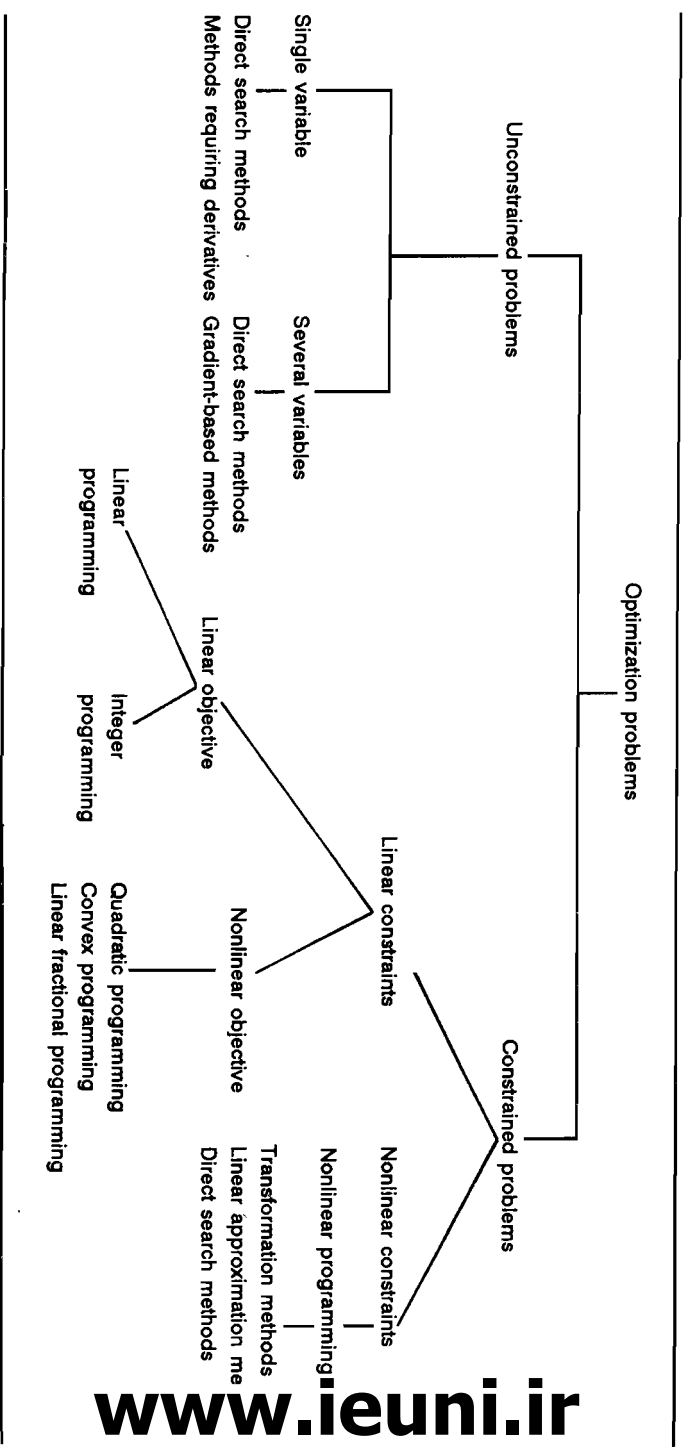 Optimization problems
Unconstrained problems
Constrained problems
Single variable
Direct search methods
Methods requiring derivatives
Several variables
Direct search methods
Gradient-based methods
Linear constraints
Linear objective
Linear
programming
Integer
programming
Nonlinear objective
Quadratic programming
Convex programming
Linear fractional programming
Nonlinear constraints
Nonlinear programming
Transformation methods
Linear approximation me
Direct search methods
www.ieuni.ir